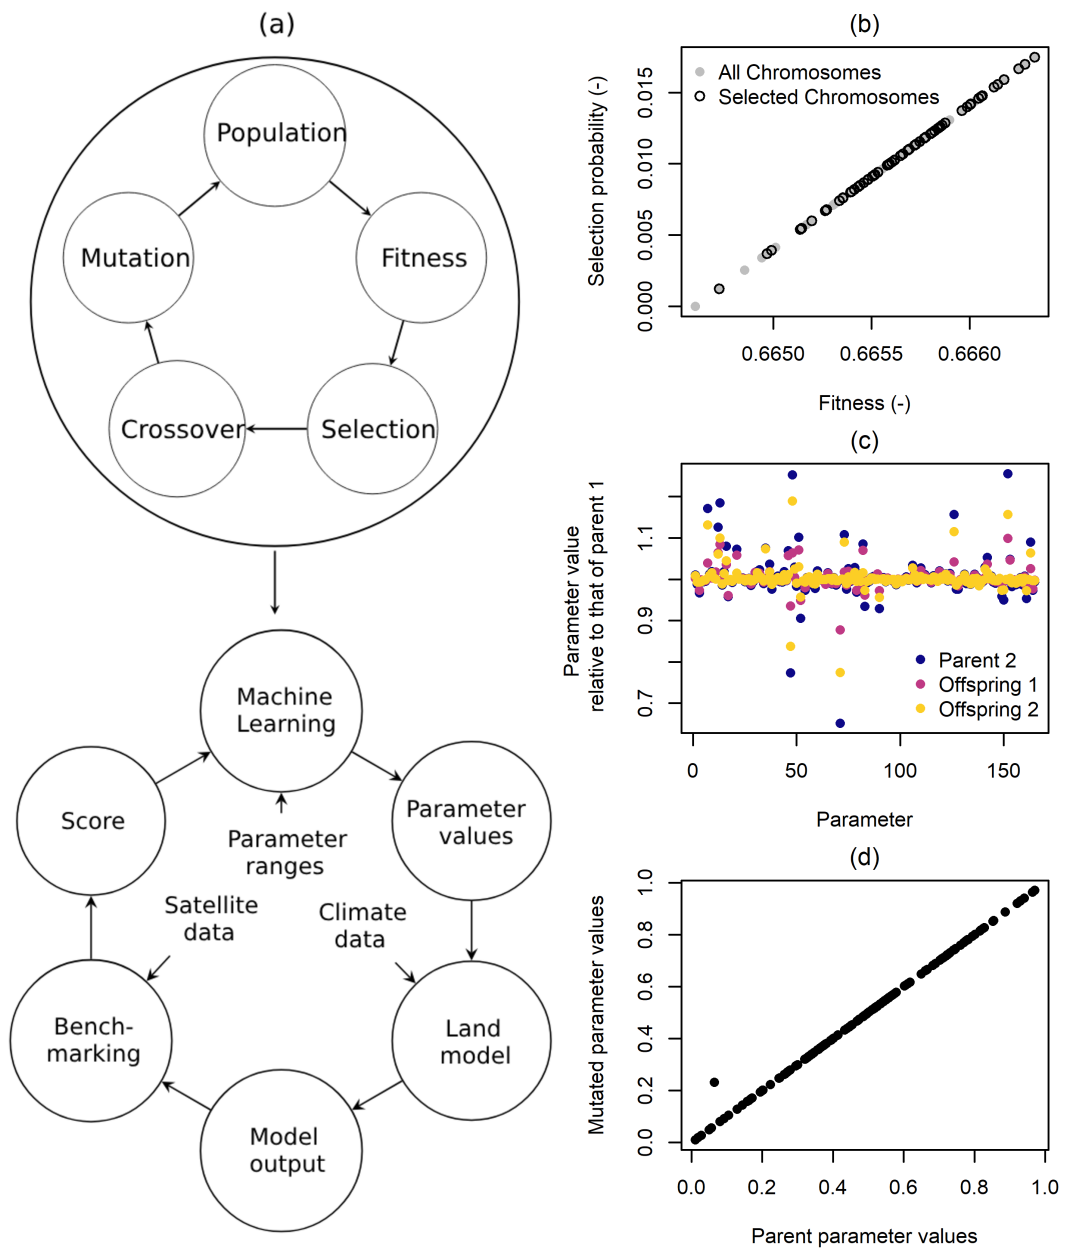 (a)
Population
Mutation
Fitness
Crossover
Selection
Machine
Learning
Score
Parameter
values
Parameter
ranges
Satellite
data
Climate
data
Bench-
marking
Land
model
Model
output
(b)
Selection probability (-)
0.015
0.010
0.005
0.000
All Chromosomes
Selected Chromosomes
0.6650 0.6655 0.6660
Fitness (-)
(c)
Parameter value
relative to that of parent 1
1.1
0.9
0.7
Parent 2
Offspring 1
Offspring 2
0 50 100 150
Parameter
(d)
Mutated parameter values
1.0
0.8
0.6
0.4
0.2
0.0
0.0 0.2 0.4 0.6 0.8 1.0
Parent parameter values